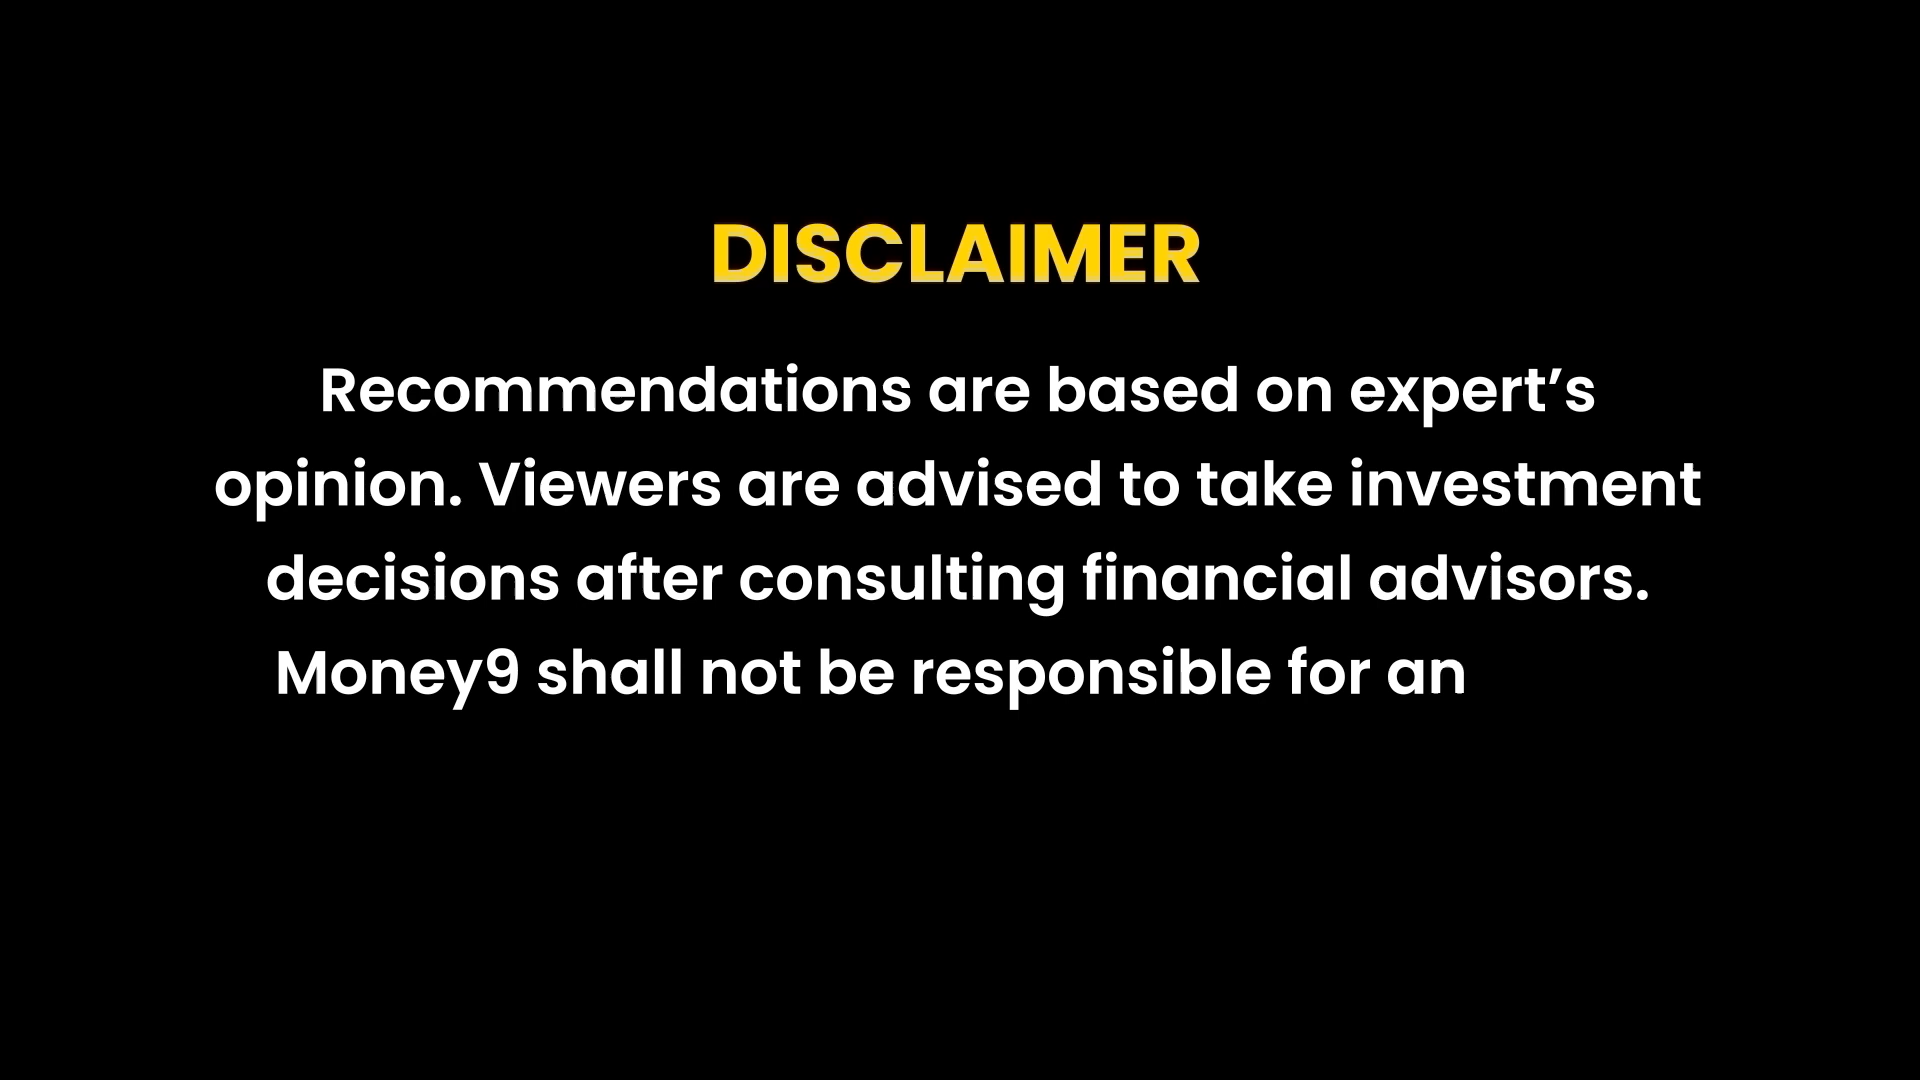 DISCLAIMER
Recommendations are based on expert’s
opinion. Viewers are advised to take investment
decisions after consulting financial advisors.
Money9 shall not be responsible for an